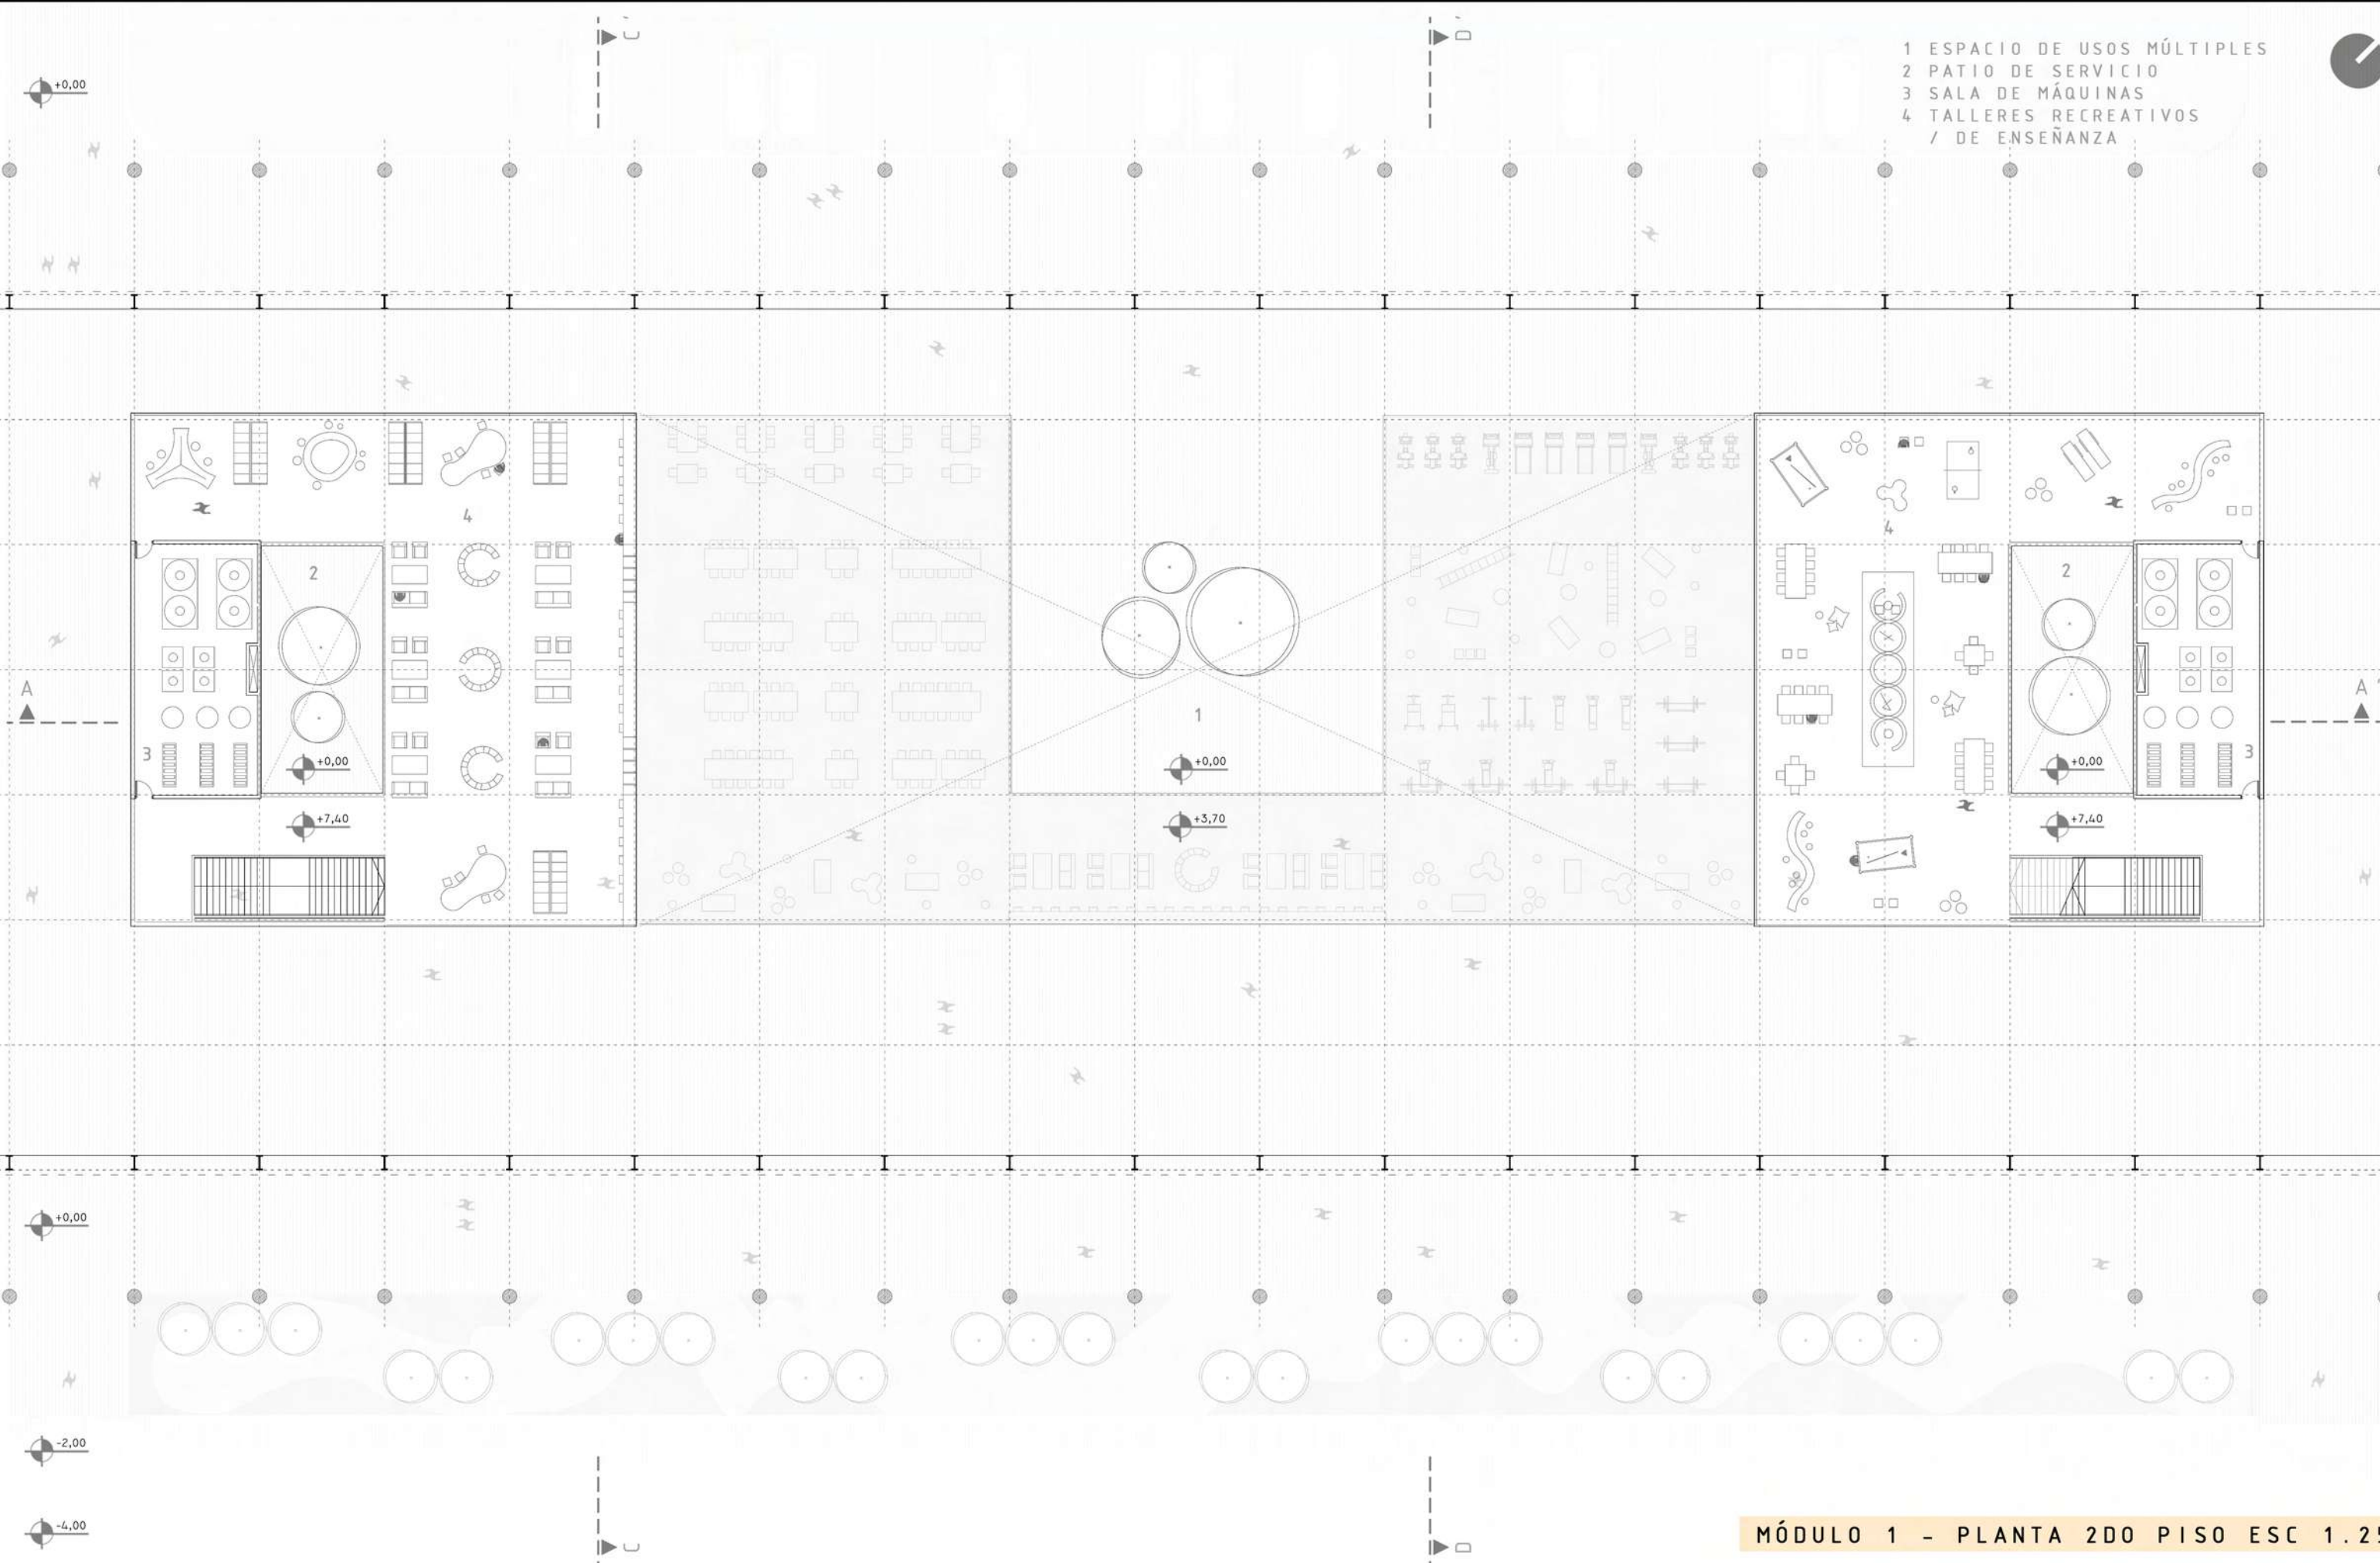 C
D
1 ESPACIO DE USOS MÚLTIPLES
2 PATIO DE SERVICIO
3 SALA DE MÁQUINAS
4 TALLERES RECREATIVOS
/ DE ENSEÑANZA
+0,00
4
4
2
2
A
A
1
3
3
+0,00
+0,00
+0,00
+7,40
+3,70
+7,40
+0,00
-2,00
-4,00
C
D
MÓDULO 1 - PLANTA 2DO PISO ESC 1.25